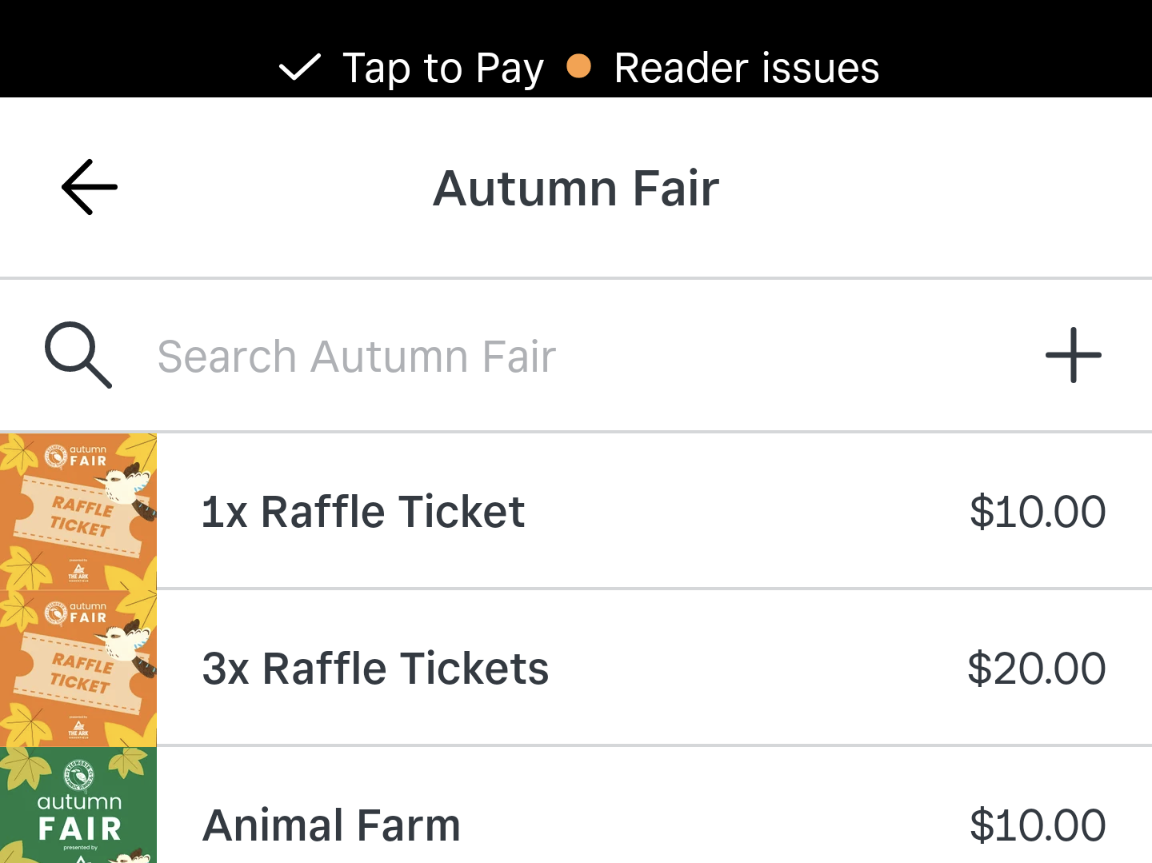 Tap to Pay Reader issues
Autumn Fair
Search Autumn Fair
autumn
FAIR
RAFFLE
TICKET
THE ARK
1x Raffle Ticket
$10.00
autumn
FAIR
RAFFLE
TICKET
THE ARK
3x Raffle Tickets
$20.00
autumn
FAIR
presented by
Animal Farm
$10.00